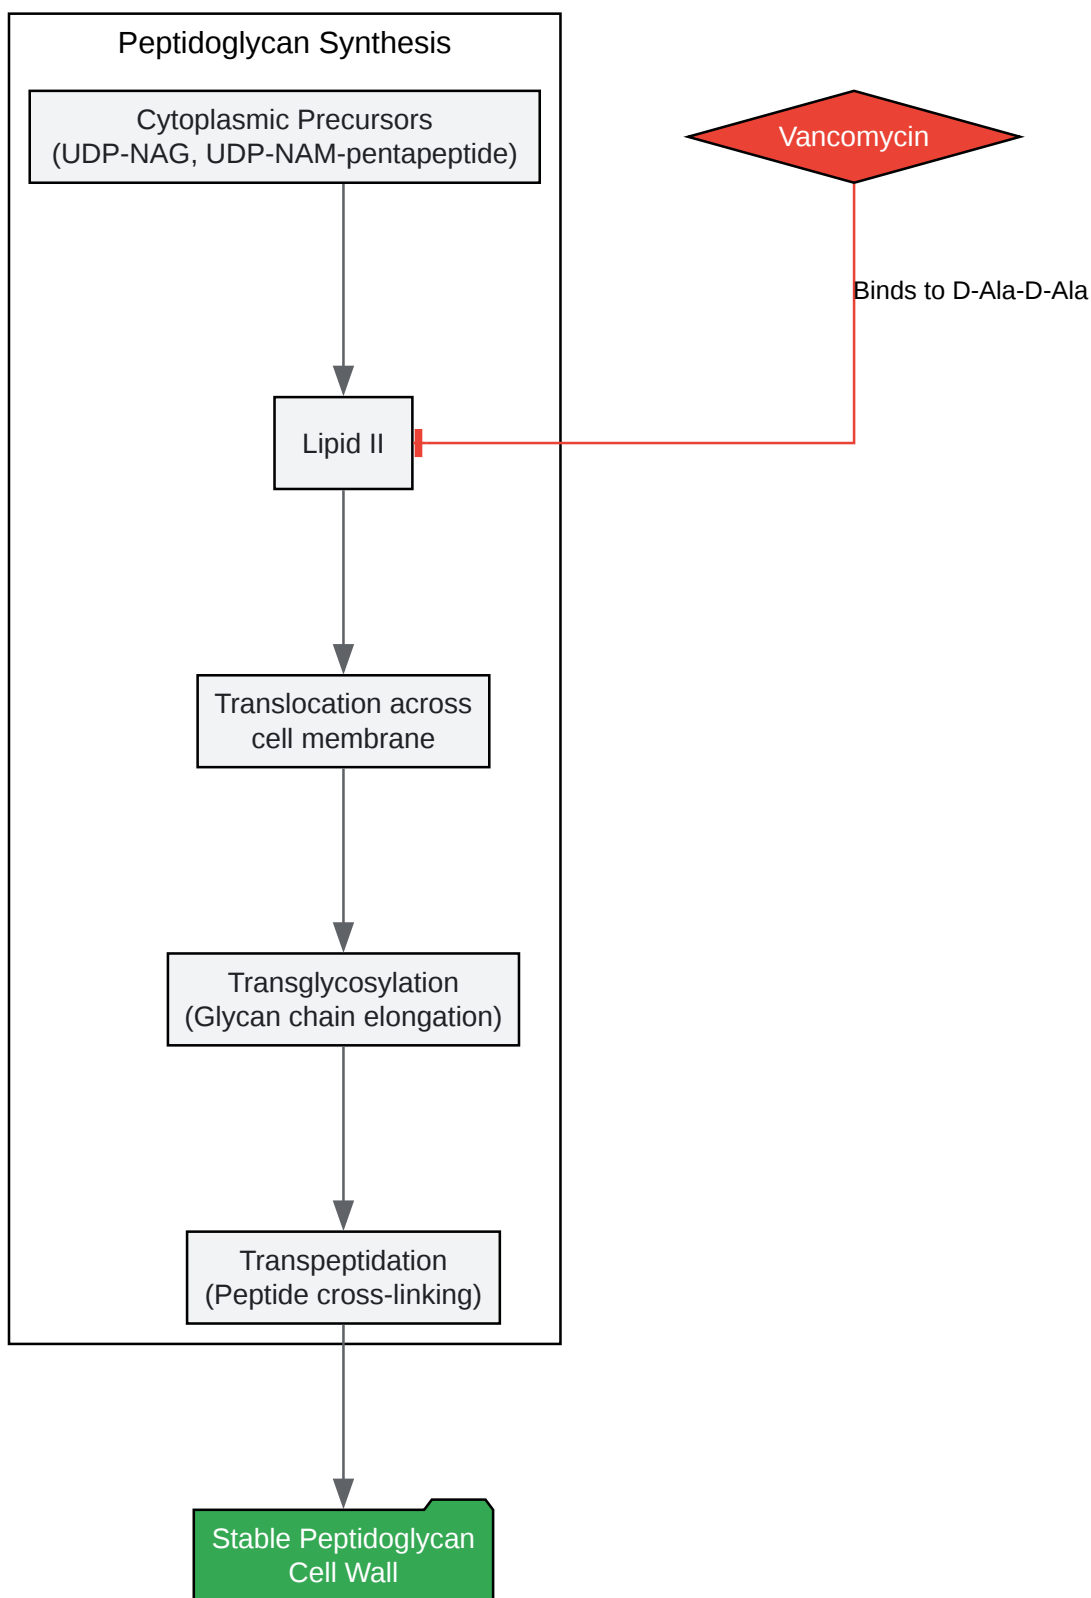 Peptidoglycan Synthesis
Cytoplasmic Precursors
(UDP-NAG, UDP-NAM-pentapeptide)
Vancomycin
Binds to D-Ala-D-Ala
Lipid II
Translocation across
cell membrane
Transglycosylation
(Glycan chain elongation)
Transpeptidation
(Peptide cross-linking)
Stable Peptidoglycan
Cell Wall